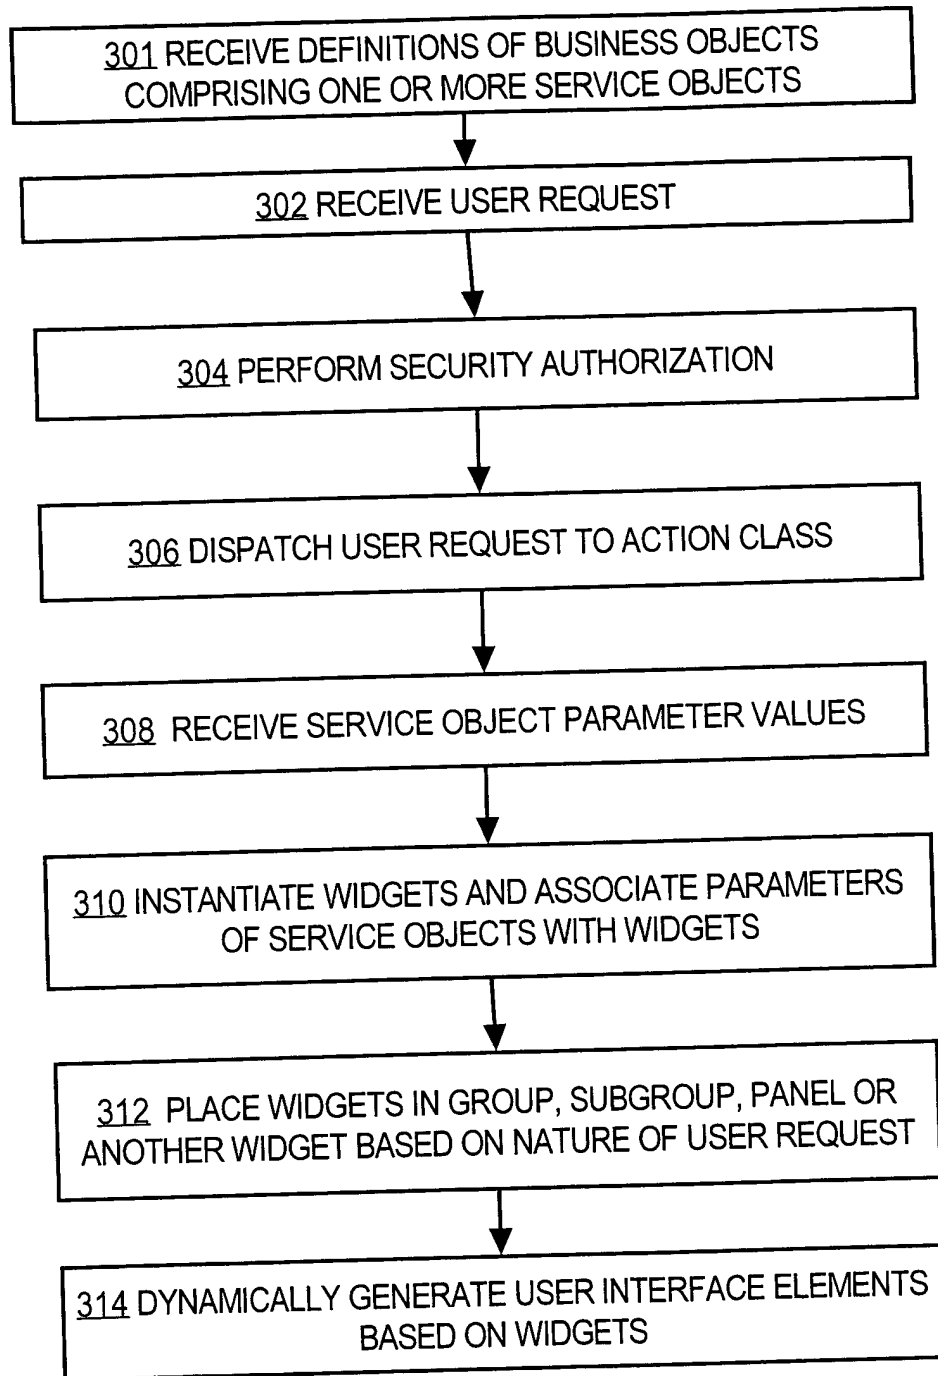 301 RECEIVE DEFINITIONS OF BUSINESS OBJECTS
COMPRISING ONE OR MORE SERVICE OBJECTS
302 RECEIVE USER REQUEST
304 PERFORM SECURITY AUTHORIZATION
306 DISPATCH USER REQUEST TO ACTION CLASS
308 RECEIVE SERVICE OBJECT PARAMETER VALUES
310 INSTANTIATE WIDGETS AND ASSOCIATE PARAMETERS
OF SERVICE OBJECTS WITH WIDGETS
312 PLACE WIDGETS IN GROUP, SUBGROUP, PANEL OR
ANOTHER WIDGET BASED ON NATURE OF USER REQUEST
314 DYNAMICALLY GENERATE USER INTERFACE ELEMENTS
BASED ON WIDGETS